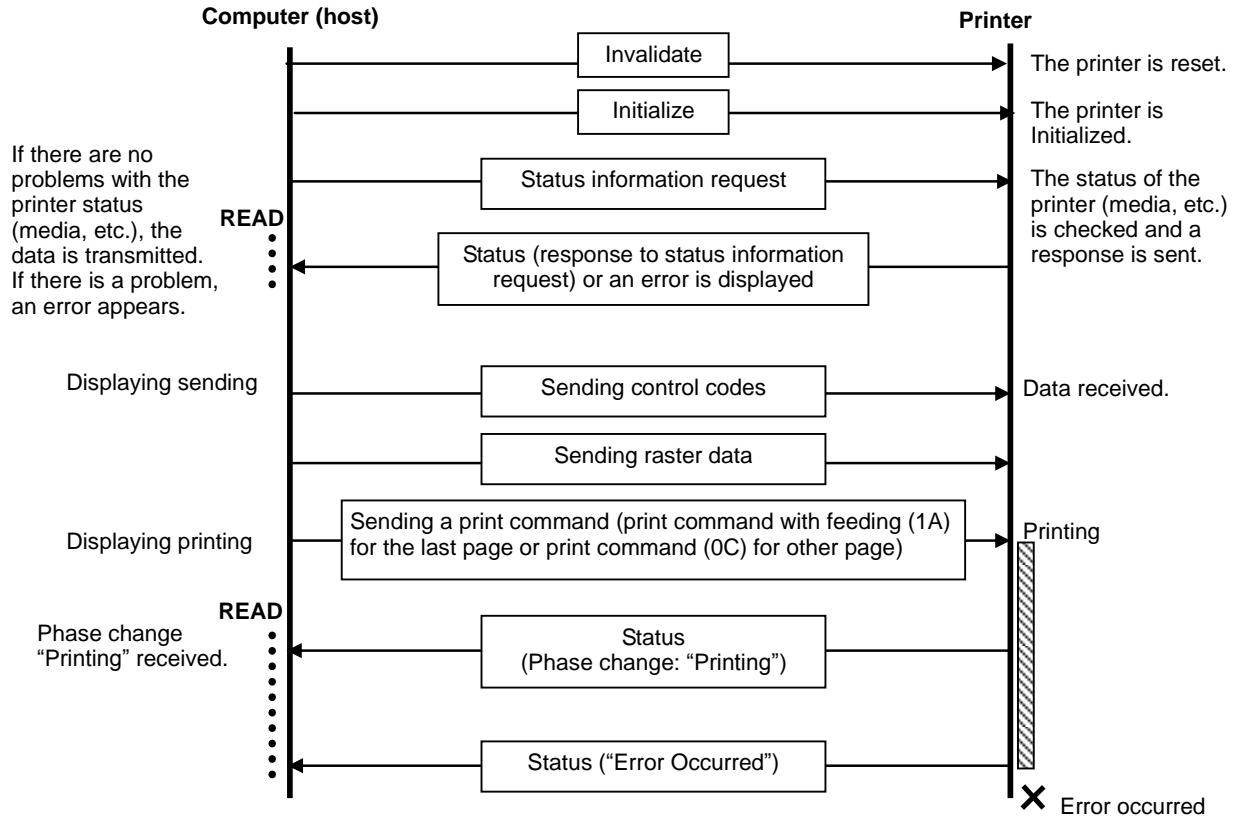 Computer (host)
Printer
Invalidate
The printer is reset.
Initialize
The printer is
Initialized.
If there are no
problems with the
printer status
(media, etc.), the
data is transmitted.
If there is a problem,
an error appears.
Status information request
The status of the
printer (media, etc.)
is checked and a
response is sent.
READ
Status (response to status information
request) or an error is displayed
Displaying sending
Sending control codes
Data received.
Sending raster data
Displaying printing
Sending a print command (print command with feeding (1A)
for the last page or print command (0C) for other page)
Printing
READ
Phase change
“Printing” received.
Status
(Phase change: “Printing”)
Status (“Error Occurred”)
Error occurred